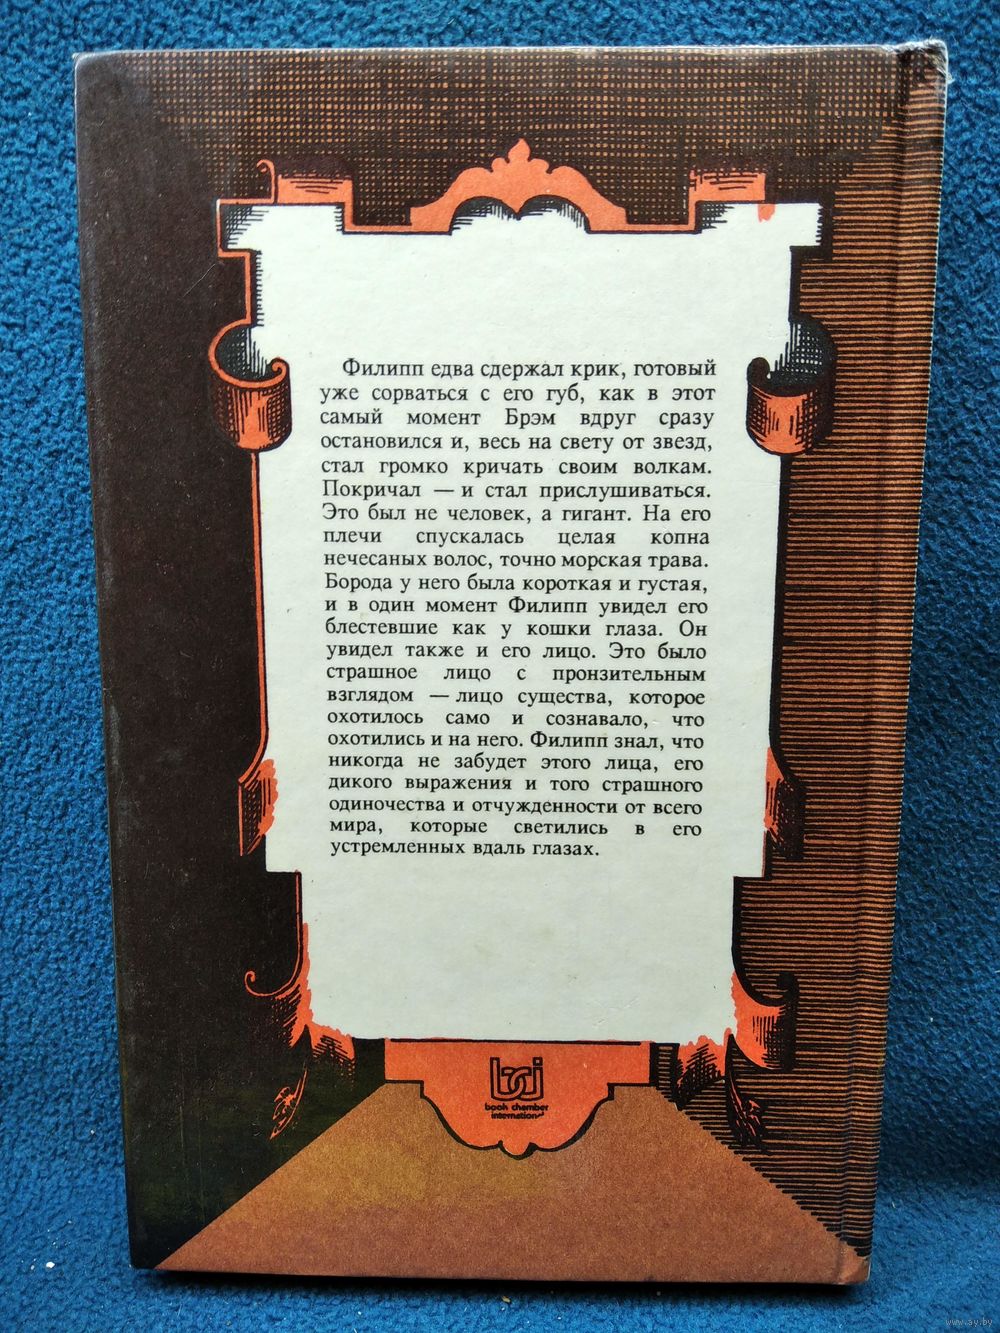 Филипп едва сдержал крик, готовый
уже сорваться с его губ, как в этот
самый момент Брэм вдруг сразу
остановился и, весь на свету от звезд,
стал громко кричать своим волкам.
Покричал — и стал прислушиваться.
Это был не человек, а гигант. На его
плечи спускалась целая копна
нечесаных волос, точно морская трава.
Борода у него была короткая и густая,
и в один момент Филипп увидел его
блестевшие как у кошки глаза. Он
увидел также и его лицо. Это было
страшное лицо с пронзительным
взглядом — лицо существа, которое
охотилось само и сознавало, что
охотились и на него. Филипп знал, что
никогда не забудет этого лица, его
дикого выражения и того страшного
одиночества и отчужденности от всего
мира, которые светились в его
устремленных вдаль глазах.
bci
book chamber
international
www.ay.by